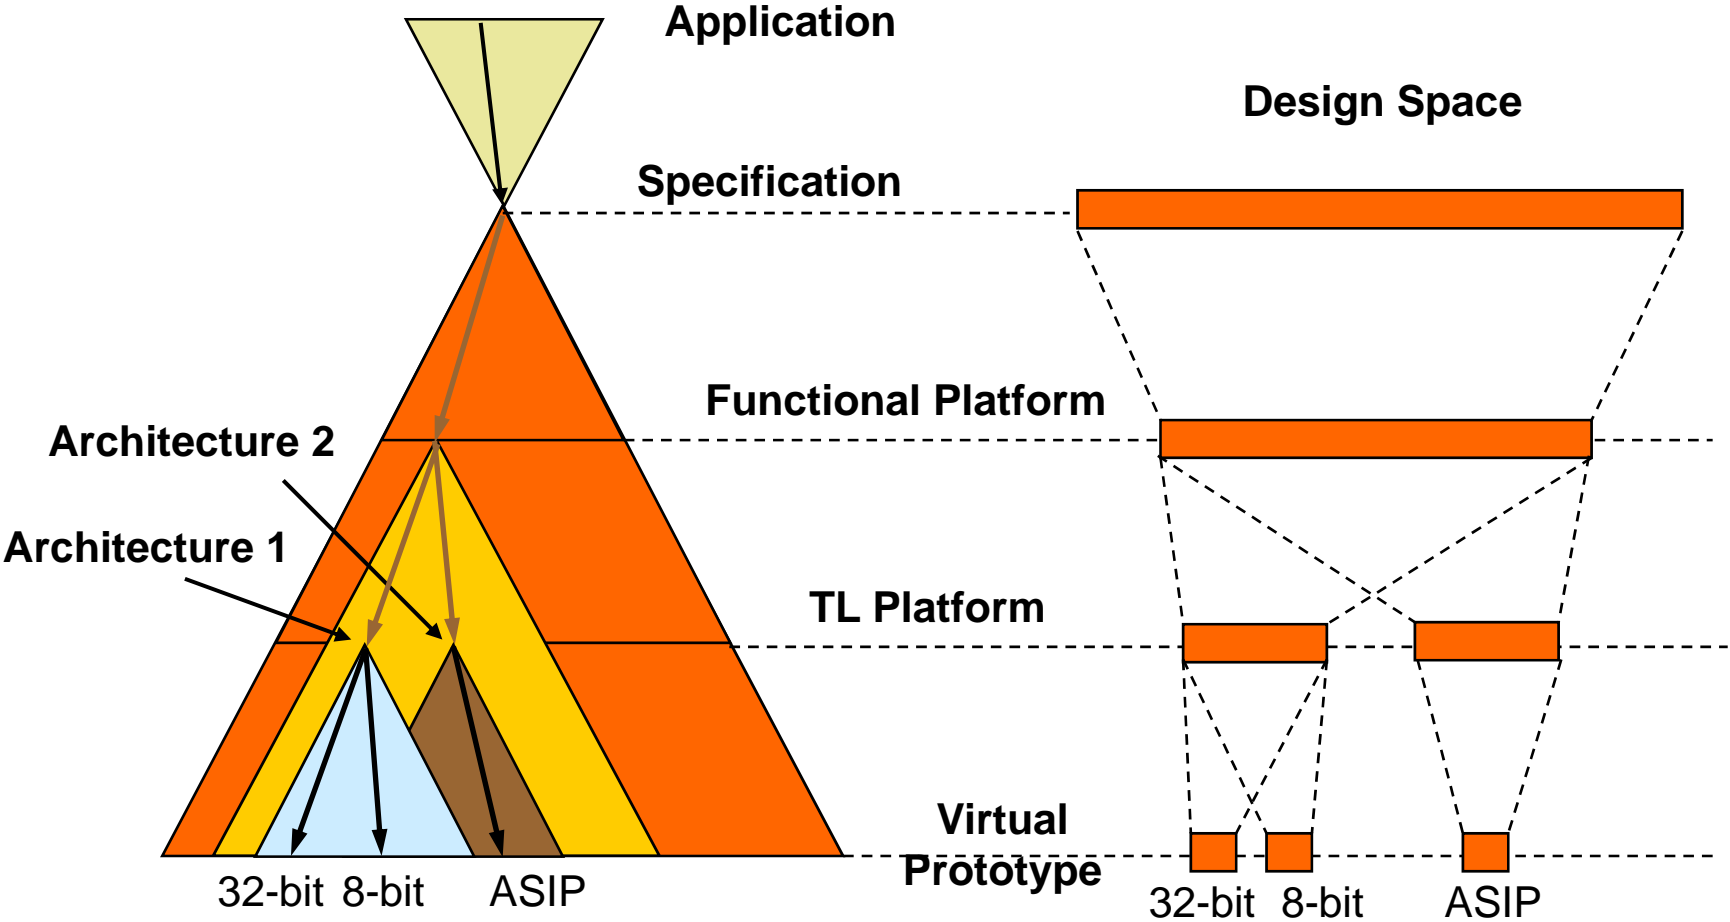 Application
Design Space
Specification
Functional Platform
Architecture 2
Architecture 1
TL Platform
Virtual
Prototype
32-bit 8-bit ASIP
32-bit 8-bit ASIP